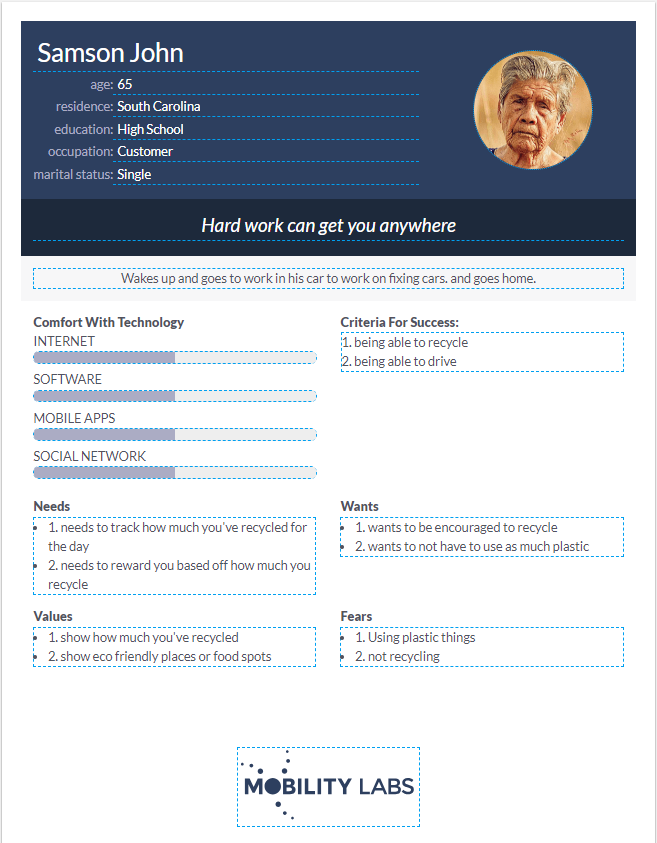 Samson John
age: 65
residence: South Carolina
education: High School
occupation: Customer
marital status: Single
Hard work can get you anywhere
Wakes up and goes to work in his car to work on fixing cars. and goes home.
Comfort With Technology
INTERNET
SOFTWARE
MOBILE APPS
SOCIAL NETWORK
Criteria For Success:
1. being able to recycle
2. being able to drive
Needs
• 1. needs to track how much you've recycled for
the day
• 2. needs to reward you based off how much you
recycle
Wants
• 1. wants to be encouraged to recycle
• 2. wants to not have to use as much plastic
Values
• 1. show how much you've recycled
• 2. show eco friendly places or food spots
Fears
• 1. Using plastic things
• 2. not recycling
MOBILITY LABS